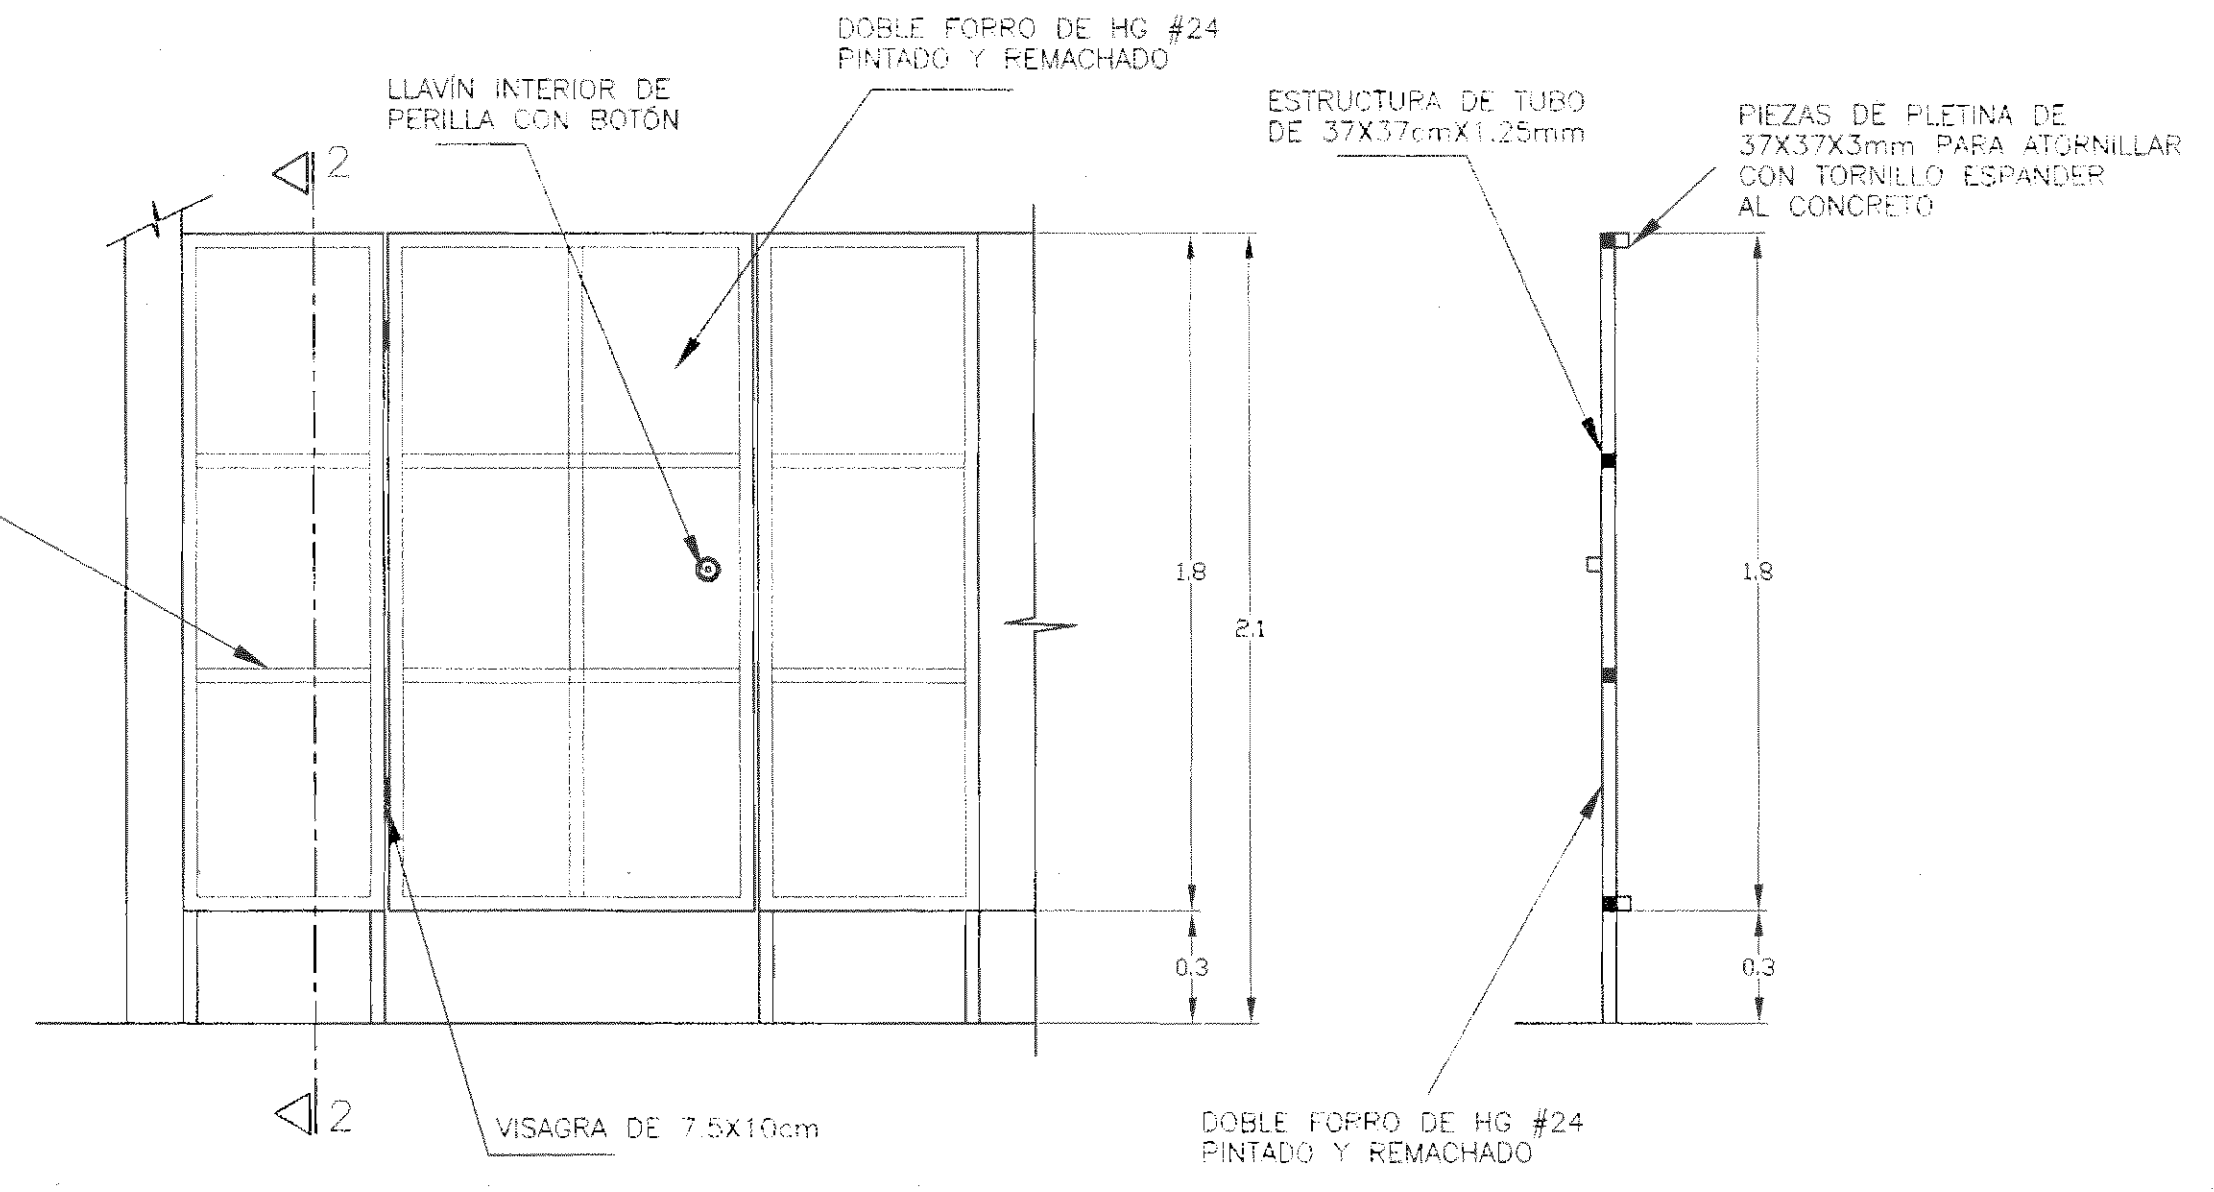 DOBLE FORRO DE HG #24
PINTADO Y REMACHADO
LLAVÍN INTERIOR DE
PERILLA CON BOTÓN
ESTRUCTURA DE TUBO
DE 37X37cmX1.25mm
PIEZAS DE PLETINA DE
37X37X3mm PARA ATORNILLAR
CON TORNILLO ESPANDER
AL CONCRETO
2
1.8
2.1
1.8
0.3
0.3
2
VISAGRA DE 7.5X10cm
DOBLE FORRO DE HG #24
PINTADO Y REMACHADO